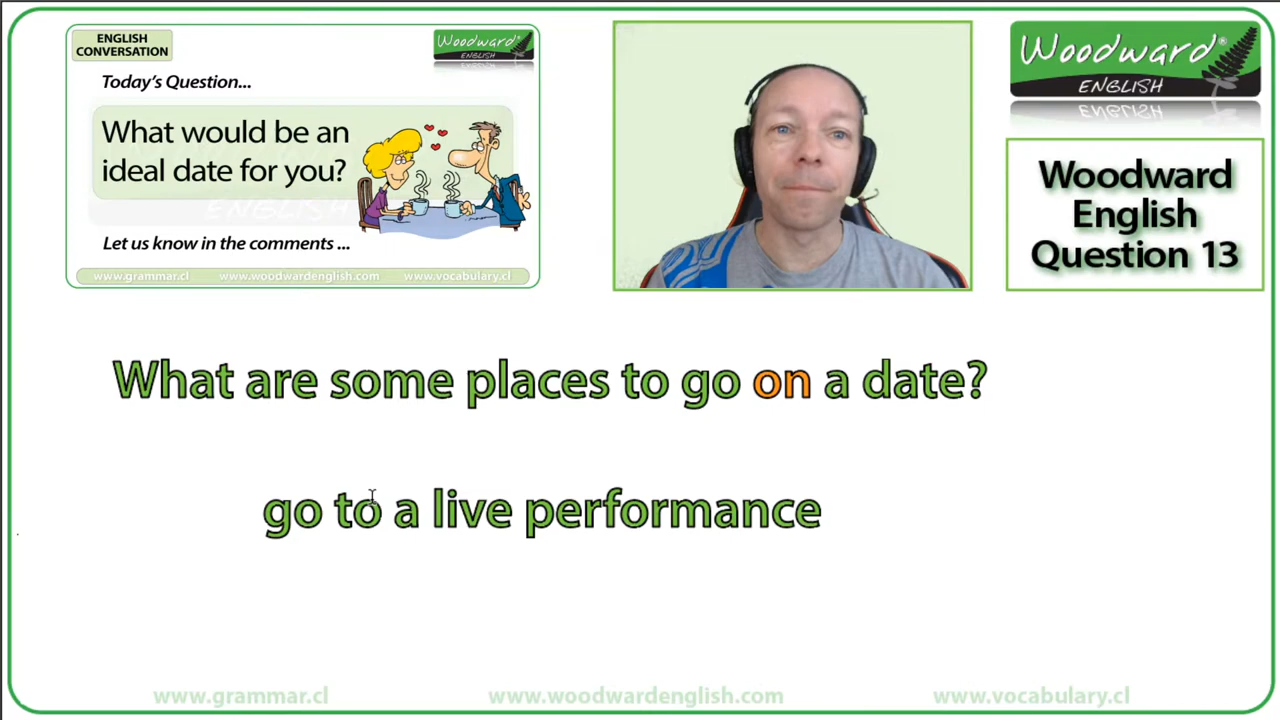 ENGLISH
CONVERSATION
Woodward
ENGLISH
Today's Question...
What would be an
ideal date for you?
ENGLISH
Let us know in the comments ...
www.grammar.cl www.woodwardenglish.com www.vocabulary.cl
Woodward®
ENGLISH
Woodward
English
Question 13
What are some places to go on a date?
go to a live performance
www.grammar.cl www.woodwardenglish.com www.vocabulary.cl